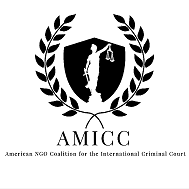 AMICC
American NGO Coalition for the International Criminal Court